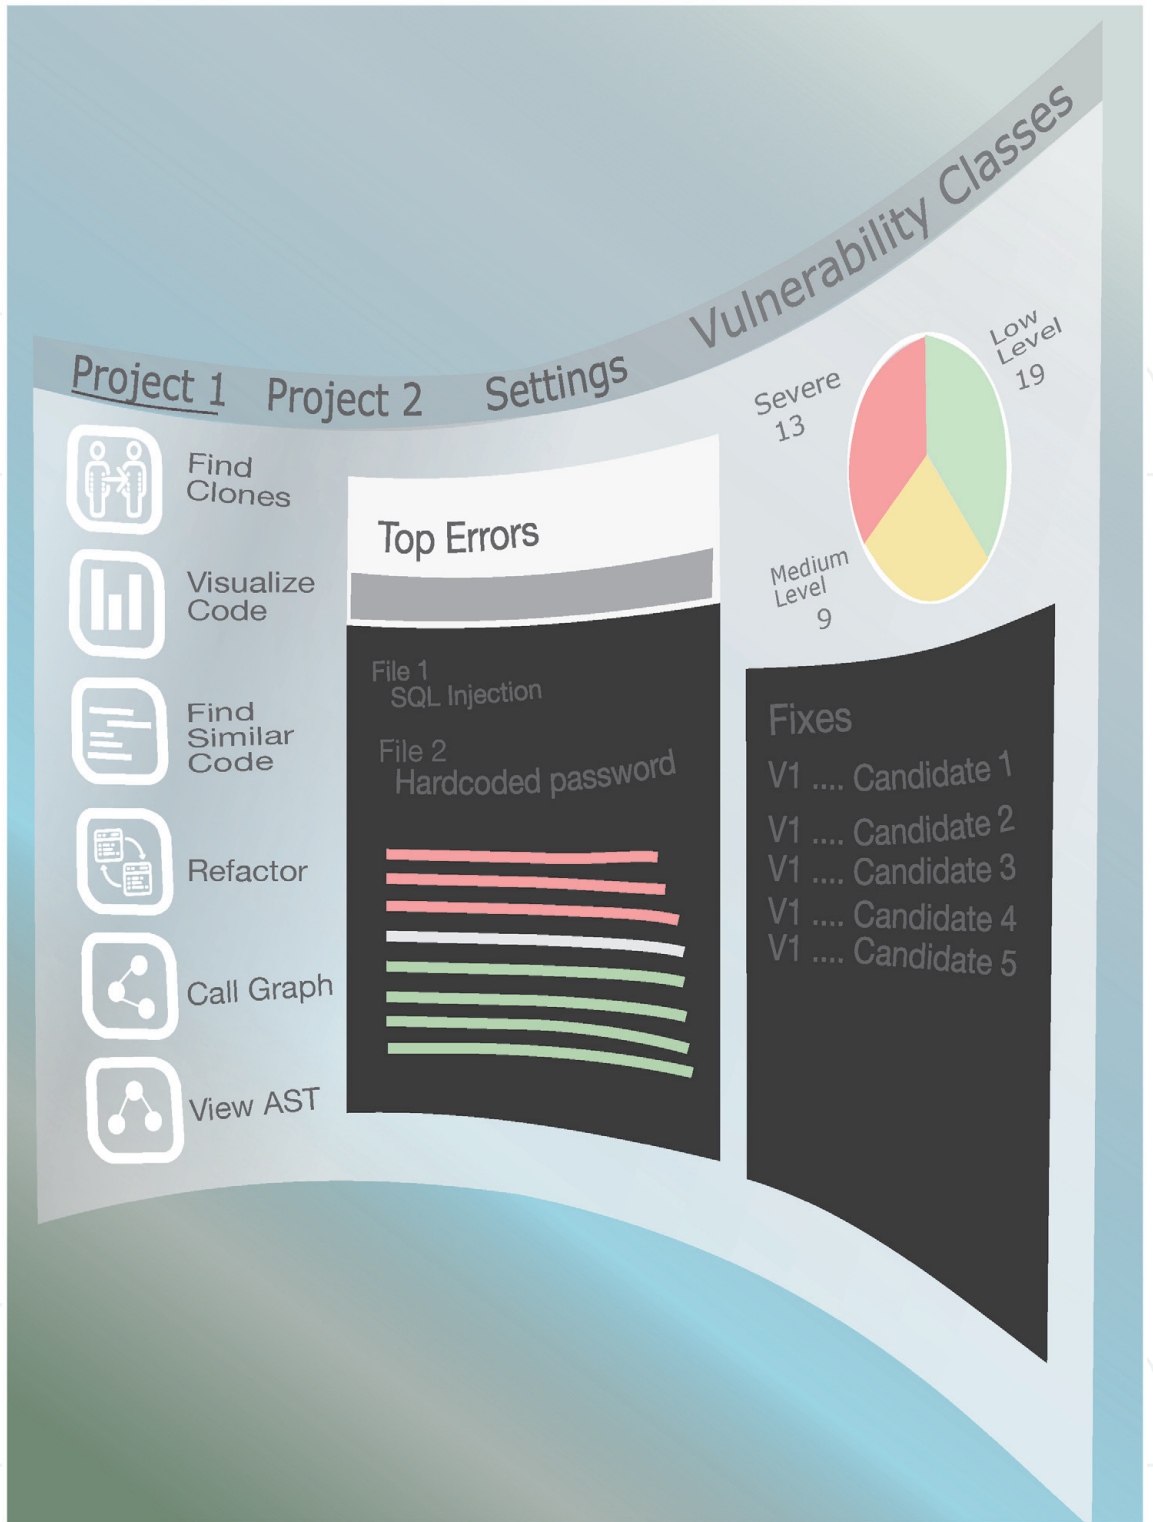 Project 1
Project 2
Settings
Vulnerability Classes
Find
Clones
Visualize
Code
Find
Similar
Code
Refactor
Call Graph
View AST
Top Errors
File 1
SQL Injection
File 2
Hardcoded password
Severe
13
Low
Level
19
Medium
Level
9
Fixes
V1 .... Candidate 1
V1 .... Candidate 2
V1 .... Candidate 3
V1 .... Candidate 4
V1 .... Candidate 5